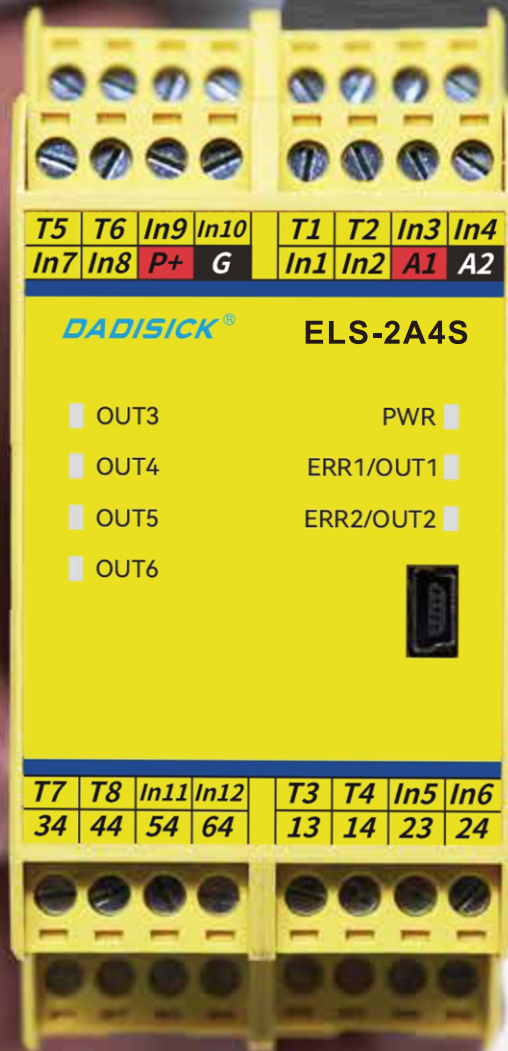 T5 T6 In9 In10 T1 T2 In3 In4
In7 In8 P+ G In1 In2 A1 A2
DADISICK® ELS-2A4S
OUT3 PWR
OUT4 ERR1/OUT1
OUT5 ERR2/OUT2
OUT6
T7 T8 In11 In12 T3 T4 In5 In6
34 44 54 64 13 14 23 24